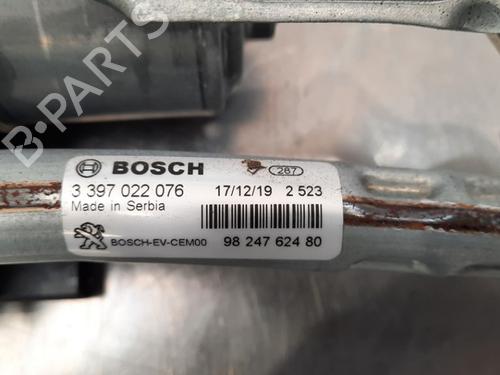 B-PARTS
BOSCH 287
3 397 022 076 17/12/19 2 523
Made in Serbia
BOSCH-EV-CEM00 98 247 624 80